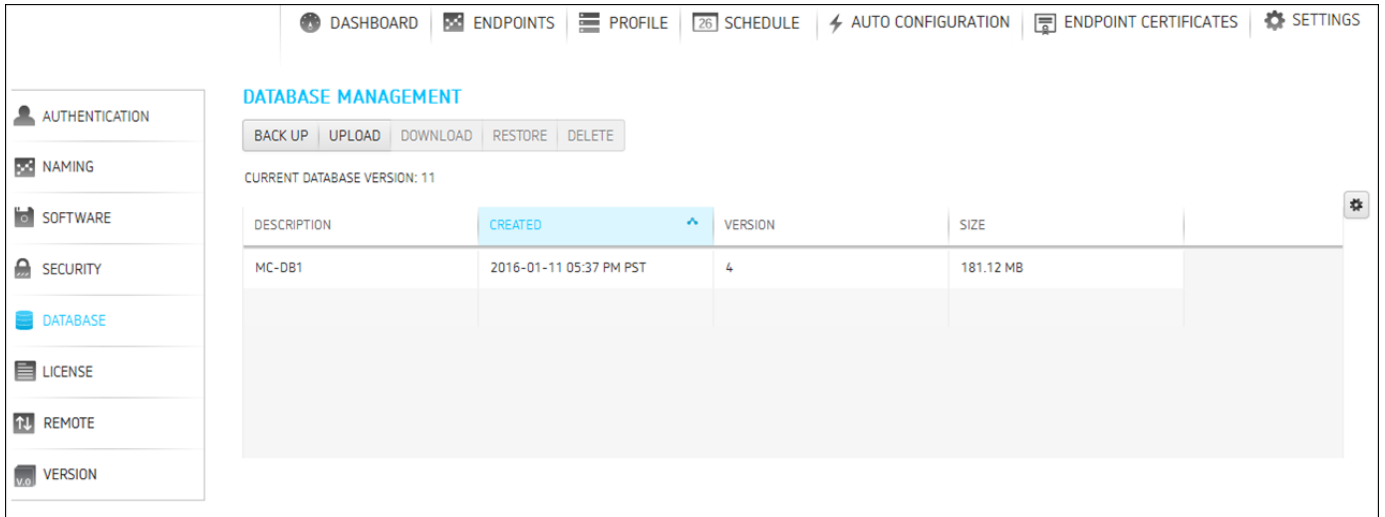 DASHBOARD ENDPOINTS PROFILE 26 SCHEDULE AUTO CONFIGURATION ENDPOINT CERTIFICATES SETTINGS
AUTHENTICATION
NAMING
SOFTWARE
SECURITY
DATABASE
LICENSE
REMOTE
V.0 VERSION
DATABASE MANAGEMENT
BACK UP UPLOAD DOWNLOAD RESTORE DELETE
CURRENT DATABASE VERSION: 11
DESCRIPTION CREATED VERSION SIZE
MC-DB1 2016-01-11 05:37 PM PST 4 181.12 MB